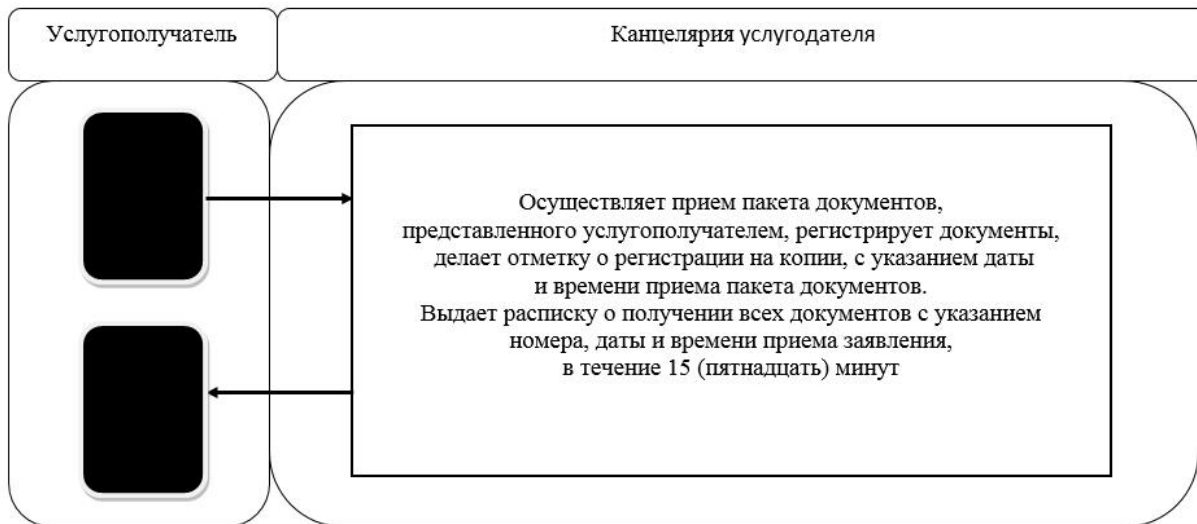 Услугополучатель
Канцелярия услугодателя
Осуществляет прием пакета документов,
представленного услугополучателем, регистрирует документы,
делает отметку о регистрации на копии, с указанием даты
и времени приема пакета документов.
Выдает расписку о получении всех документов с указанием
номера, даты и времени приема заявления,
в течение 15 (пятнадцать) минут